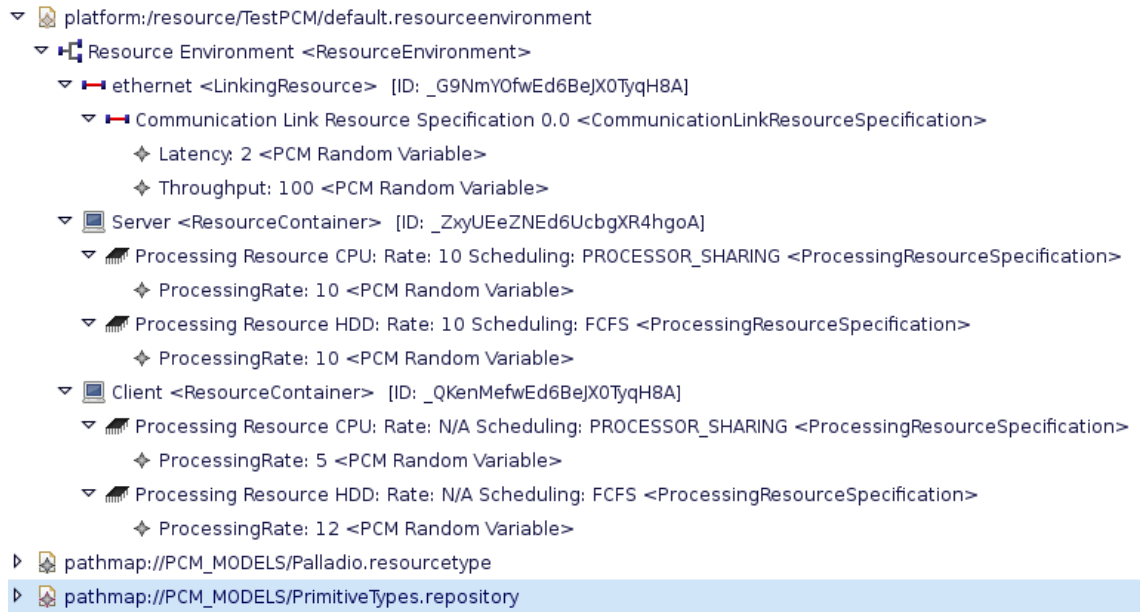 platform:/resource/TestPCM/default.resourceenvironment
Resource Environment <ResourceEnvironment>
ethernet <LinkingResource> [ID: _G9NmYOfwEd6BeJX0TyqH8A]
Communication Link Resource Specification 0.0 <CommunicationLinkResourceSpecification>
Latency: 2 <PCM Random Variable>
Throughput: 100 <PCM Random Variable>
Server <ResourceContainer> [ID: _ZxyUEeZNEd6UcbgXR4hgoA]
Processing Resource CPU: Rate: 10 Scheduling: PROCESSOR_SHARING <ProcessingResourceSpecification>
ProcessingRate: 10 <PCM Random Variable>
Processing Resource HDD: Rate: 10 Scheduling: FCFS <ProcessingResourceSpecification>
ProcessingRate: 10 <PCM Random Variable>
Client <ResourceContainer> [ID: _QKenMefwEd6BeJX0TyqH8A]
Processing Resource CPU: Rate: N/A Scheduling: PROCESSOR_SHARING <ProcessingResourceSpecification>
ProcessingRate: 5 <PCM Random Variable>
Processing Resource HDD: Rate: N/A Scheduling: FCFS <ProcessingResourceSpecification>
ProcessingRate: 12 <PCM Random Variable>
pathmap://PCM_MODELS/Palladio.resourcetype
pathmap://PCM_MODELS/PrimitiveTypes.repository